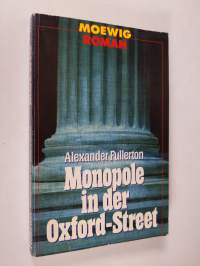 MOEWIG
ROMAN
Alexander Fullerton
Monopole
in der
Oxford-Street